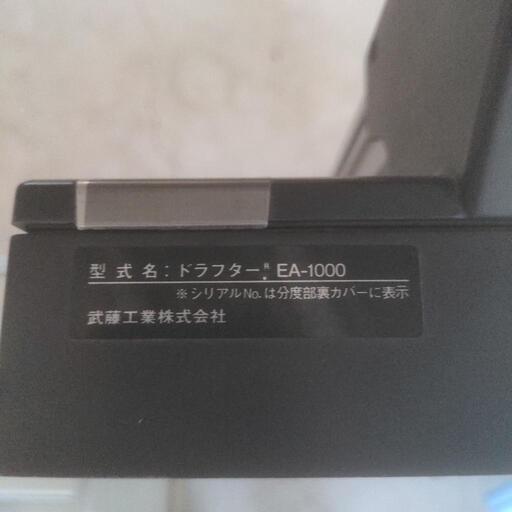 型式名：ドラフター® EA-1000
※シリアルNo.は分度部裏カバーに表示
武藤工業株式会社